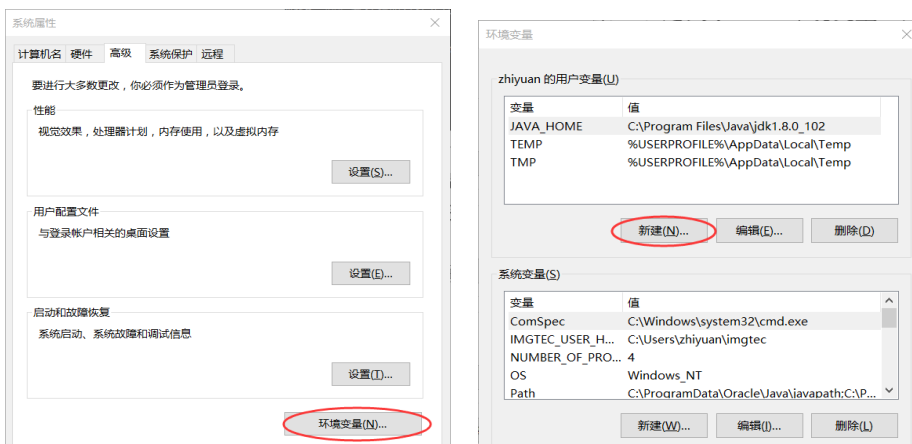 系统属性
计算机名 硬件 高级 系统保护 远程
要进行大多数更改，你必须作为管理员登录。
性能
视觉效果，处理器计划，内存使用，以及虚拟内存
设置(S)...
用户配置文件
与登录帐户相关的桌面设置
设置(E)...
启动和故障恢复
系统启动、系统故障和调试信息
设置(T)...
环境变量(N)...
环境变量
zhiyuan 的用户变量(U)
变量 值
JAVA_HOME C:\Program Files\Java\jdk1.8.0_102
TEMP %USERPROFILE%\AppData\Local\Temp
TMP %USERPROFILE%\AppData\Local\Temp
新建(N)... 编辑(E)... 删除(D)
系统变量(S)
变量 值
ComSpec C:\Windows\system32\cmd.exe
IMGTEC_USER_H... C:\Users\zhiyuan\imgtec
NUMBER_OF_PRO... 4
OS Windows_NT
Path C:\ProgramData\Oracle\Java\javapath;C:\P...
新建(W)... 编辑(I)... 删除(L)